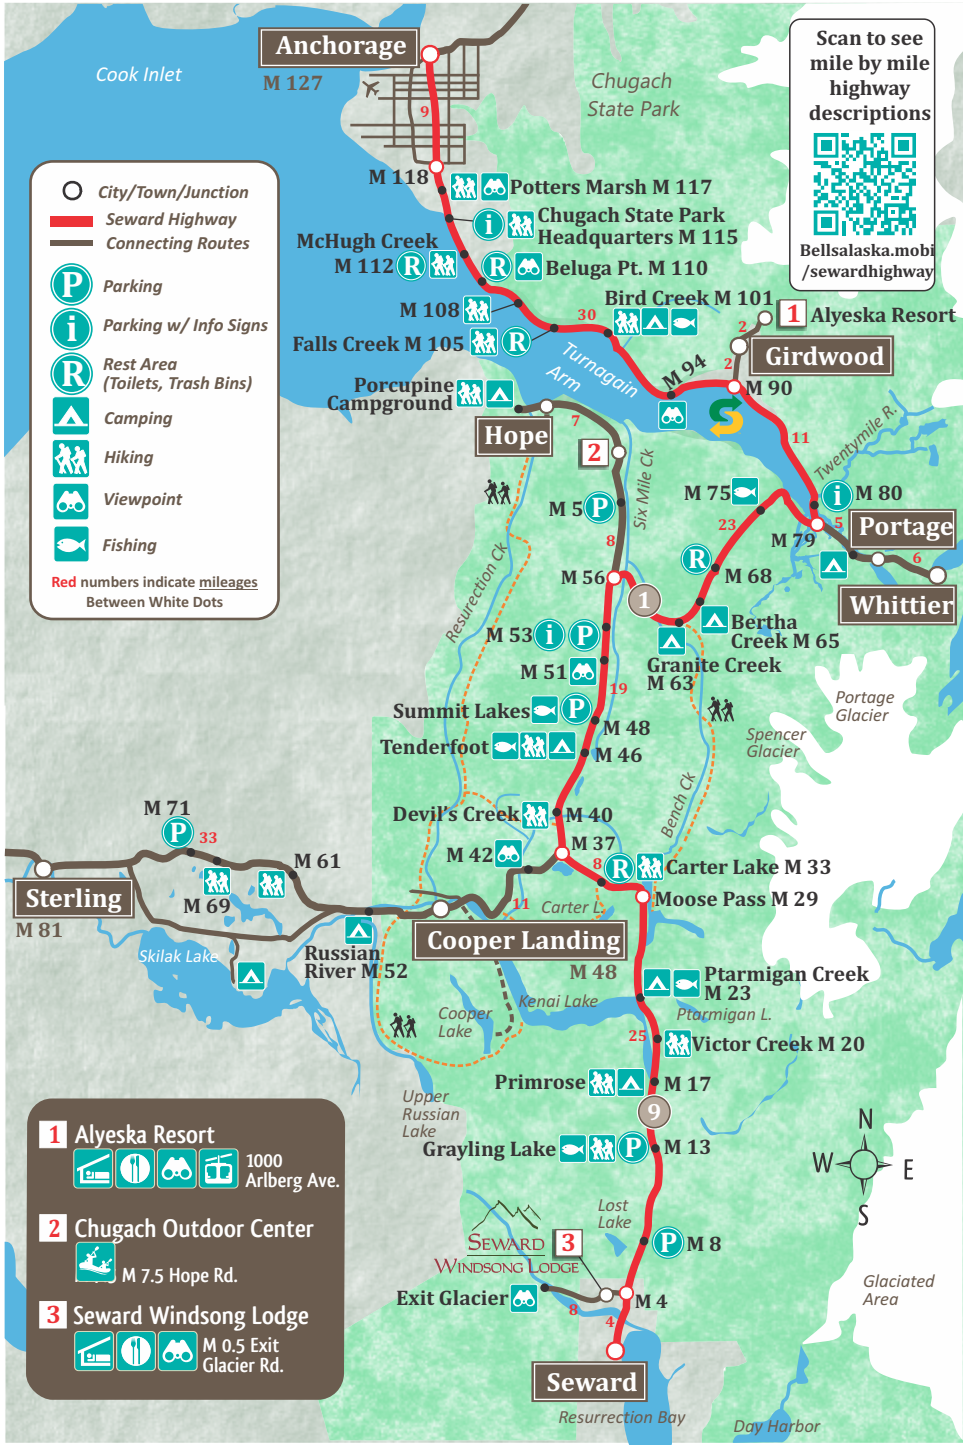 Anchorage
M 127
Cook Inlet
Chugach
State Park
Scan to see
mile by mile
highway
descriptions
Bellsalaska.mobi
/sewardhighway
City/Town/Junction
Seward Highway
Connecting Routes
P Parking
i Parking w/ Info Signs
R Rest Area
(Toilets, Trash Bins)
Camping
Hiking
Viewpoint
Fishing
Red numbers indicate mileages
Between White Dots
9
M 118
Potters Marsh M 117
i Chugach State Park
Headquarters M 115
McHugh Creek
M 112 R
R Beluga Pt. M 110
M 108
Bird Creek M 101
30
Falls Creek M 105 R
1 Alyeska Resort
2
Girdwood
2
Turnagain
Arm
M 94
M 90
Porcupine
Campground
7
Hope
2
11
Twentymile R.
Six Mile Ck
M 75
i M 80
M 5 P
23
M 79
5
Portage
8
R
M 68
6
M 56
1
Whittier
Resurection Ck
M 53 i P
Bertha
Creek M 65
M 51
Granite Creek
M 63
19
Portage
Glacier
Summit Lakes P
M 48
Spencer
Glacier
Tenderfoot
M 46
Bench Ck
Devil's Creek
M 40
M 71
P
33
M 37
M 42
M 61
8
R Carter Lake M 33
Sterling
M 81
M 69
11
Carter L.
Moose Pass M 29
Cooper Landing
M 48
Skilak Lake
Russian
River M 52
Ptarmigan Creek
M 23
Kenai Lake
Ptarmigan L.
Cooper
Lake
25
Victor Creek M 20
Primrose
M 17
Upper
Russian
Lake
9
Grayling Lake P
M 13
N
W
E
S
Lost
Lake
Seward
Windsong Lodge
3
P M 8
Exit Glacier
8
M 4
4
Glaciated
Area
Seward
Resurrection Bay
Day Harbor
1 Alyeska Resort
1000
Arlberg Ave.
2 Chugach Outdoor Center
M 7.5 Hope Rd.
3 Seward Windsong Lodge
M 0.5 Exit
Glacier Rd.